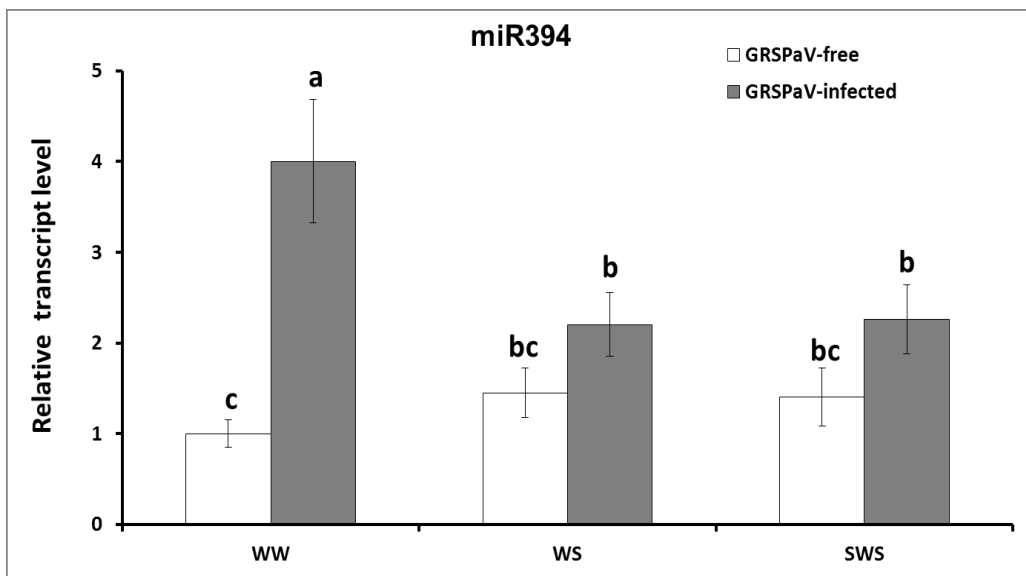 miR394
GRSPaV-free
GRSPaV-infected
Relative transcript level
5
4
3
2
1
0
a
b
b
bc
bc
c
WW
WS
SWS